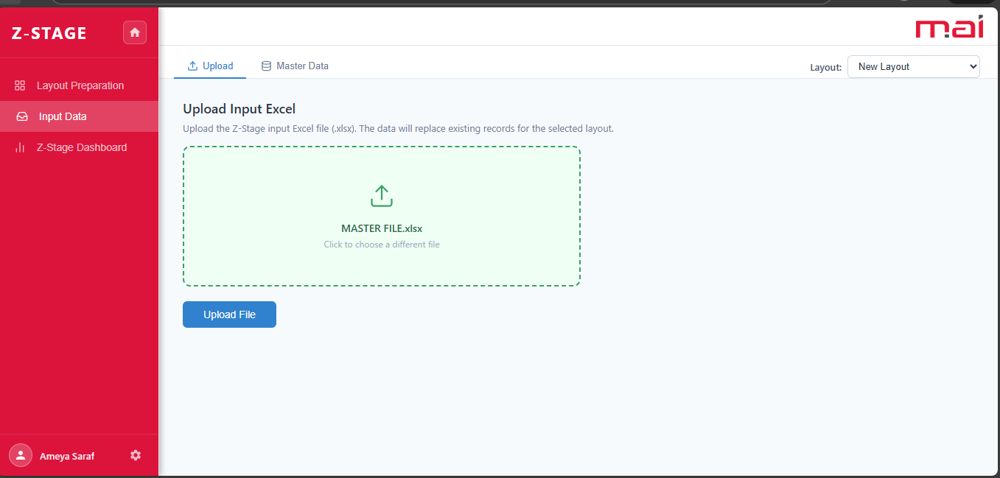 Z-STAGE
mai
Layout Preparation
Input Data
Z-Stage Dashboard
Upload
Master Data
Layout:
New Layout
Upload Input Excel
Upload the Z-Stage input Excel file (.xlsx). The data will replace existing records for the selected layout.
MASTER FILE.xlsx
Click to choose a different file
Upload File
Ameya Saraf